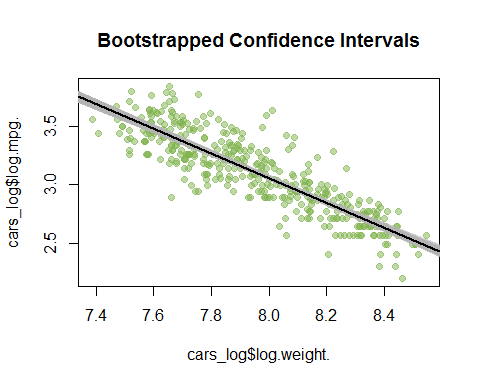 Bootstrapped Confidence Intervals
cars_log$log.mpg.
3.5
3.0
2.5
7.4 7.6 7.8 8.0 8.2 8.4
cars_log$log.weight.